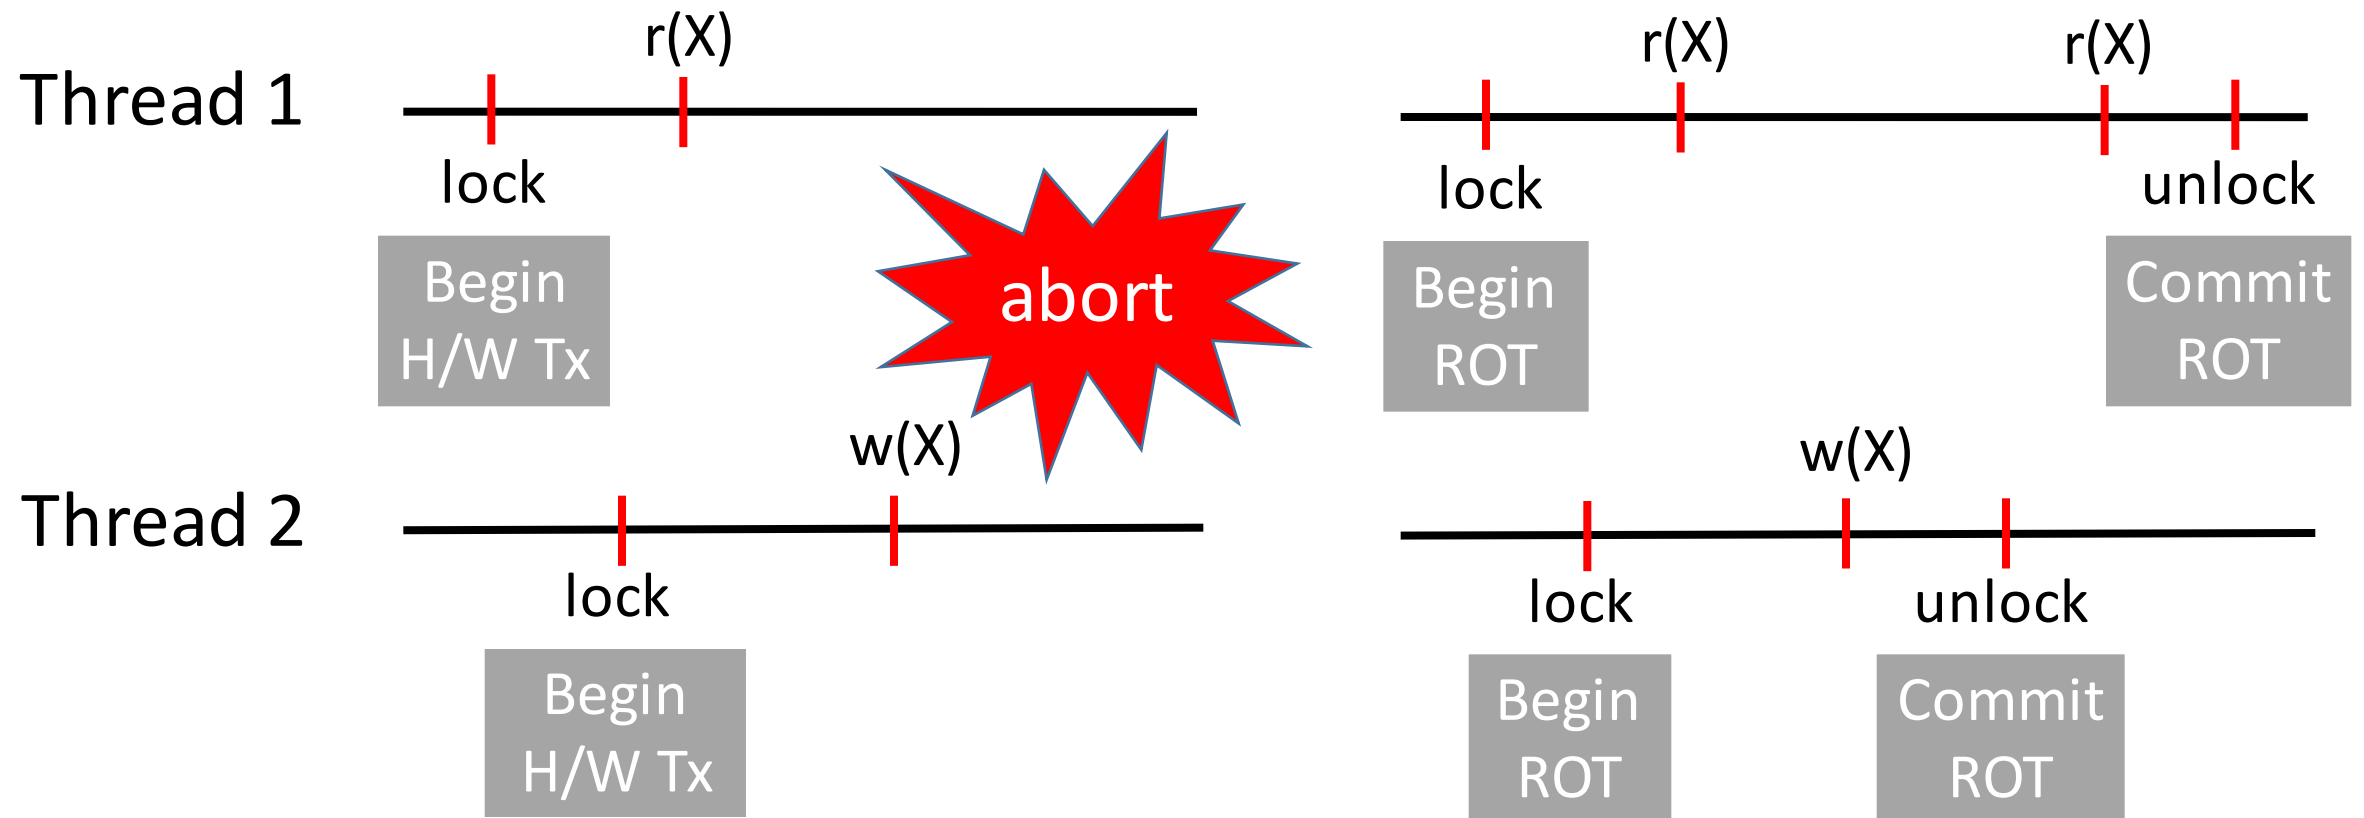 r(X)
r(X)
r(X)
Thread 1
lock
lock
unlock
Begin
H/W Tx
abort
Begin
ROT
Commit
ROT
w(X)
w(X)
Thread 2
lock
lock
unlock
Begin
H/W Tx
Begin
ROT
Commit
ROT